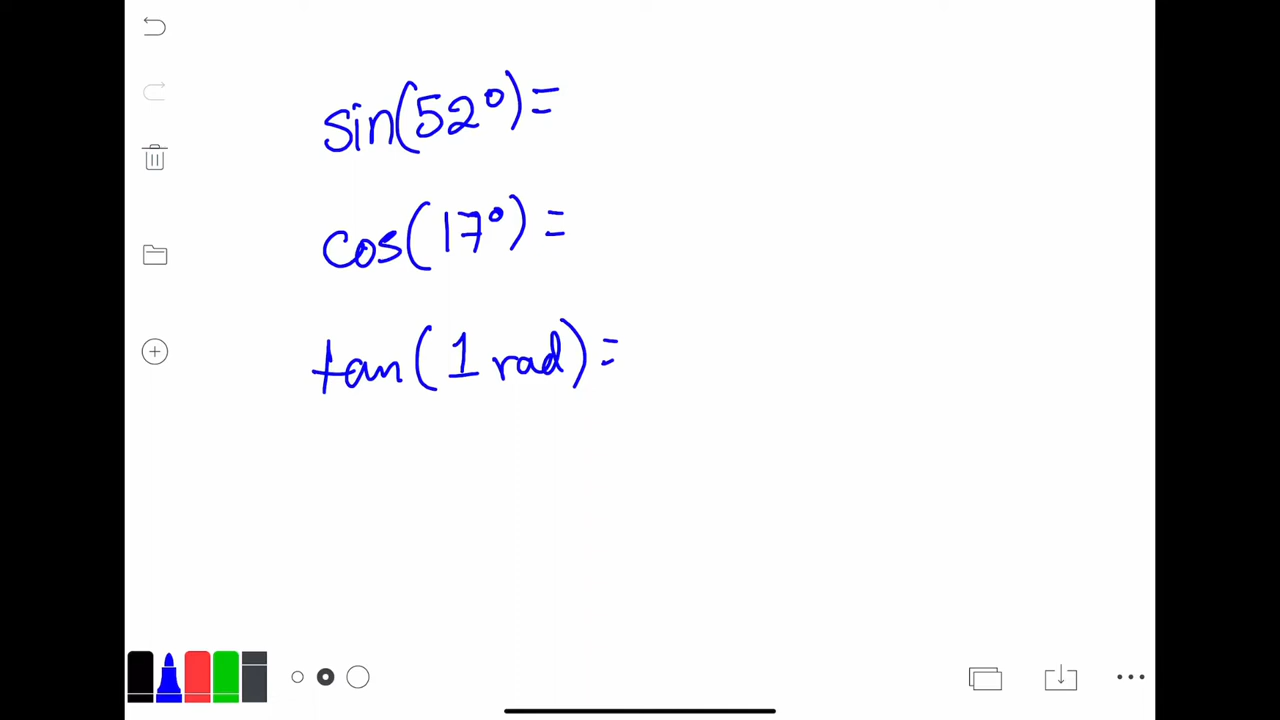 sin(52°)=
cos(17°)=
tan(1 rad)=